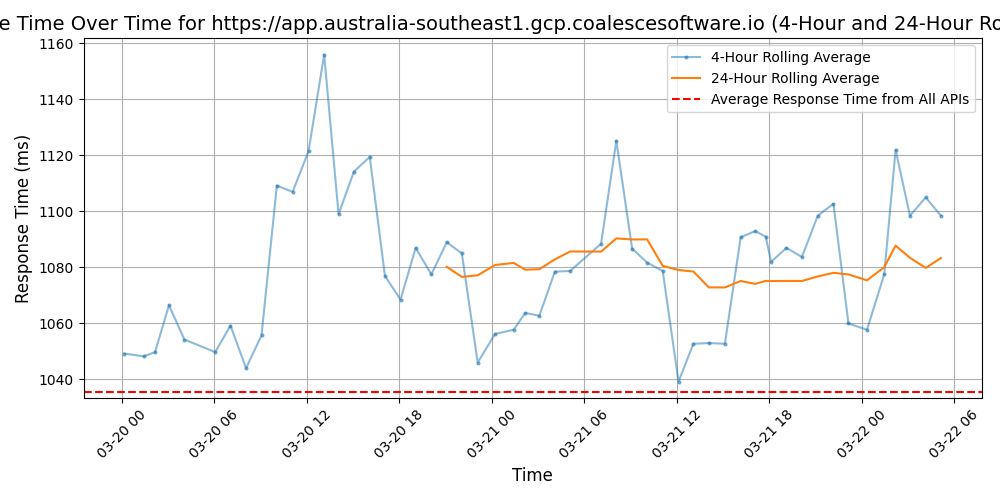 e Time Over Time for https://app.australia-southeast1.gcp.coalescesoftware.io (4-Hour and 24-Hour Ro
4-Hour Rolling Average
24-Hour Rolling Average
Average Response Time from All APIs
Response Time (ms)
1160
1140
1120
1100
1080
1060
1040
03-20 00
03-20 06
03-20 12
03-20 18
03-21 00
03-21 06
03-21 12
03-21 18
03-22 00
03-22 06
Time